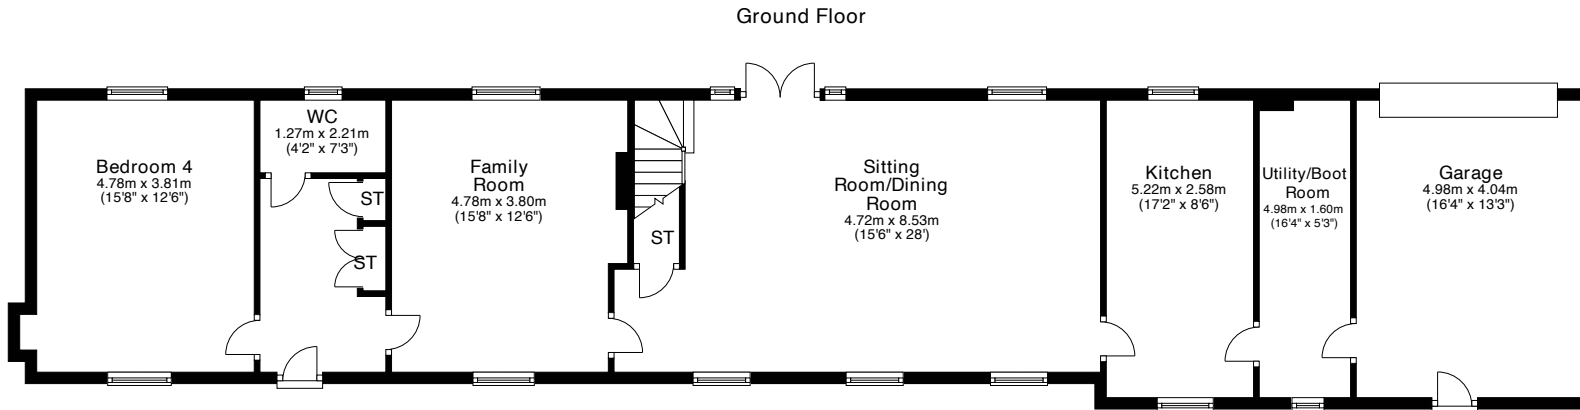 Ground Floor
WC
1.27m x 2.21m
(4'2" x 7'3")
Bedroom 4
4.78m x 3.81m
(15'8" x 12'6")
ST
ST
Family
Room
4.78m x 3.80m
(15'8" x 12'6")
ST
Sitting
Room/Dining
Room
4.72m x 8.53m
(15'6" x 28')
Kitchen
5.22m x 2.58m
(17'2" x 8'6")
Utility/Boot
Room
4.98m x 1.60m
(16'4" x 5'3")
Garage
4.98m x 4.04m
(16'4" x 13'3")